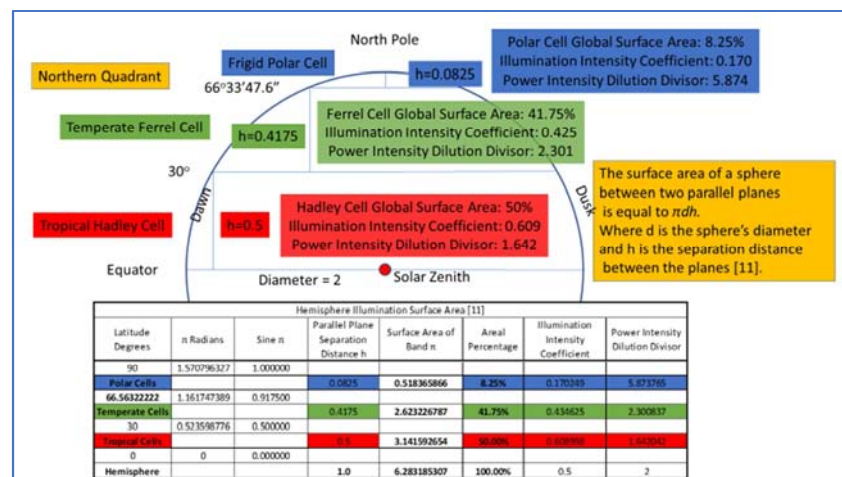 North Pole
Polar Cell Global Surface Area: 8.25%
Illumination Intensity Coefficient: 0.170
Power Intensity Dilution Divisor: 5.874
Frigid Polar Cell
h=0.0825
Northern Quadrant
66°33'47.6"
Ferrel Cell Global Surface Area: 41.75%
Illumination Intensity Coefficient: 0.425
Power Intensity Dilution Divisor: 2.301
Temperate Ferrel Cell
h=0.4175
30°
The surface area of a sphere
between two parallel planes
is equal to πdh.
Where d is the sphere's diameter
and h is the separation distance
between the planes [11].
Dawn
Dusk
Hadley Cell Global Surface Area: 50%
Illumination Intensity Coefficient: 0.609
Power Intensity Dilution Divisor: 1.642
Tropical Hadley Cell
h=0.5
Equator
Diameter = 2
Solar Zenith
Hemisphere Illumination Surface Area [11]
Latitude Degrees | π Radians | Sine π | Parallel Plane Separation Distance h | Surface Area of Band π | Areal Percentage | Illumination Intensity Coefficient | Power Intensity Dilution Divisor
90 | 1.570796327 | 1.000000
Polar Cells | 0.0825 | 0.518365866 | 8.25% | 0.170249 | 5.873765
66.56322222 | 1.161747389 | 0.917500
Temperate Cells | 0.4175 | 2.623226787 | 41.75% | 0.434625 | 2.300837
30 | 0.523598776 | 0.500000
Tropical Cells | 0.5 | 3.141592654 | 50.00% | 0.608998 | 1.642042
0 | 0 | 0.000000
Hemisphere | 1.0 | 6.283185307 | 100.00% | 0.5 | 2